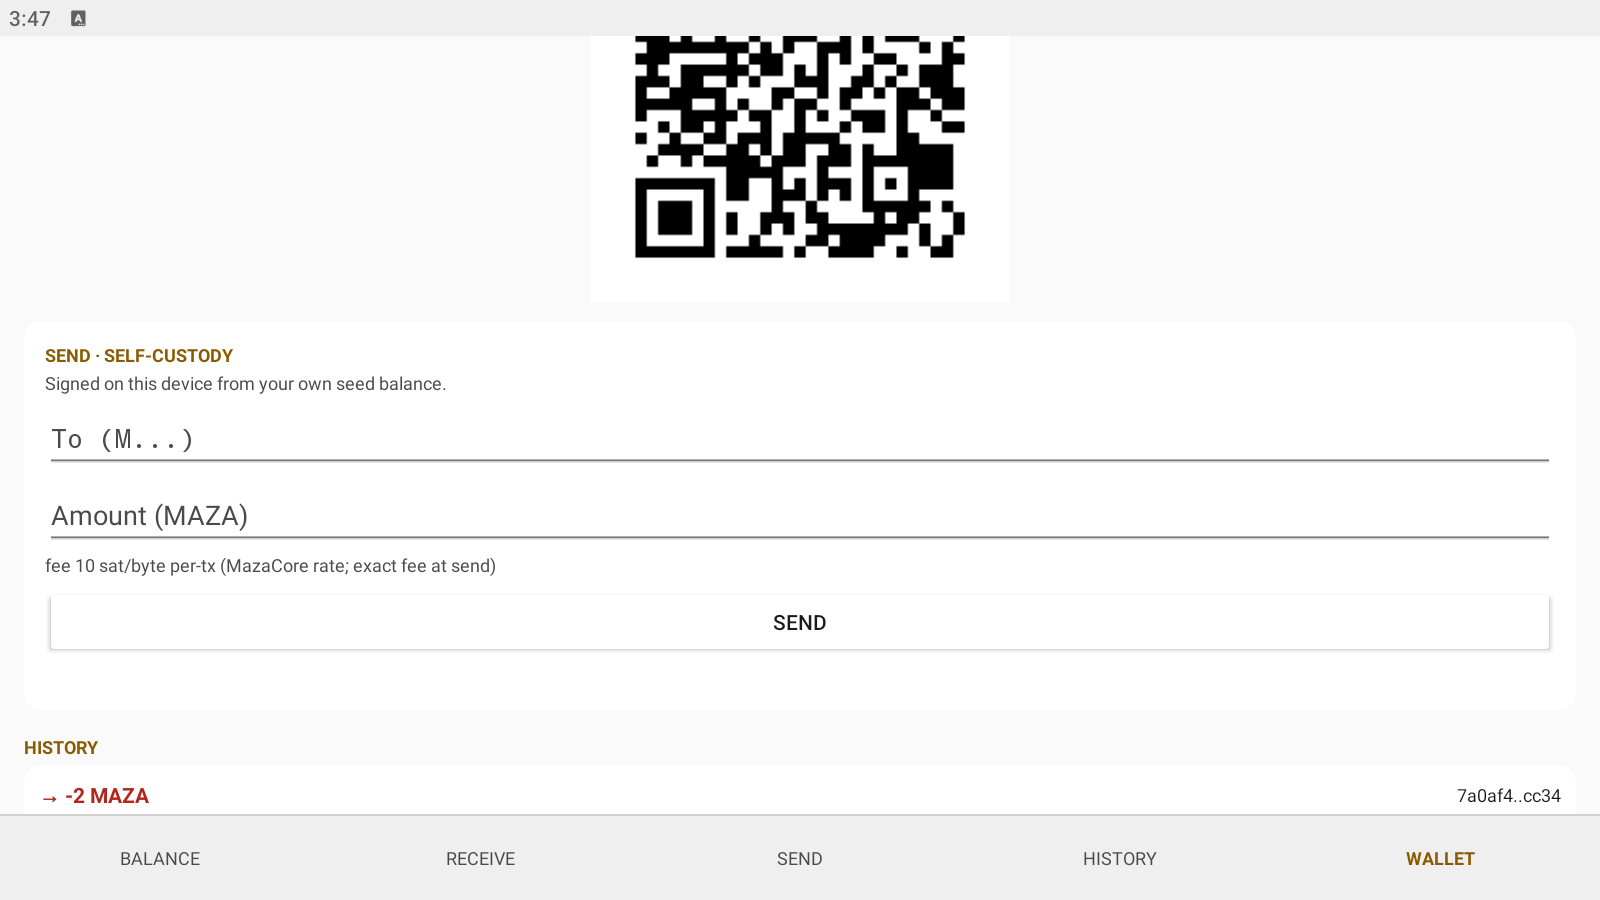 3:47
SEND · SELF-CUSTODY
Signed on this device from your own seed balance.
To (M...)
Amount (MAZA)
fee 10 sat/byte per-tx (MazaCore rate; exact fee at send)
SEND
HISTORY
→ -2 MAZA 7a0af4..cc34
BALANCE RECEIVE SEND HISTORY WALLET